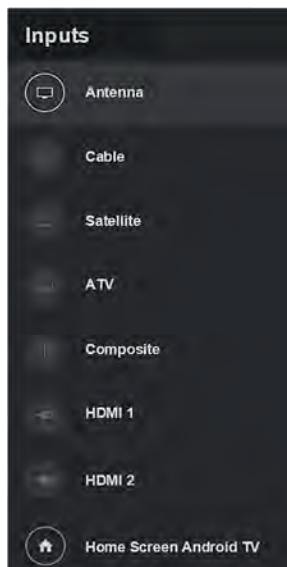 Inputs
Antenna
Cable
Satellite
ATV
Composite
HDMI 1
HDMI 2
Home Screen Android TV